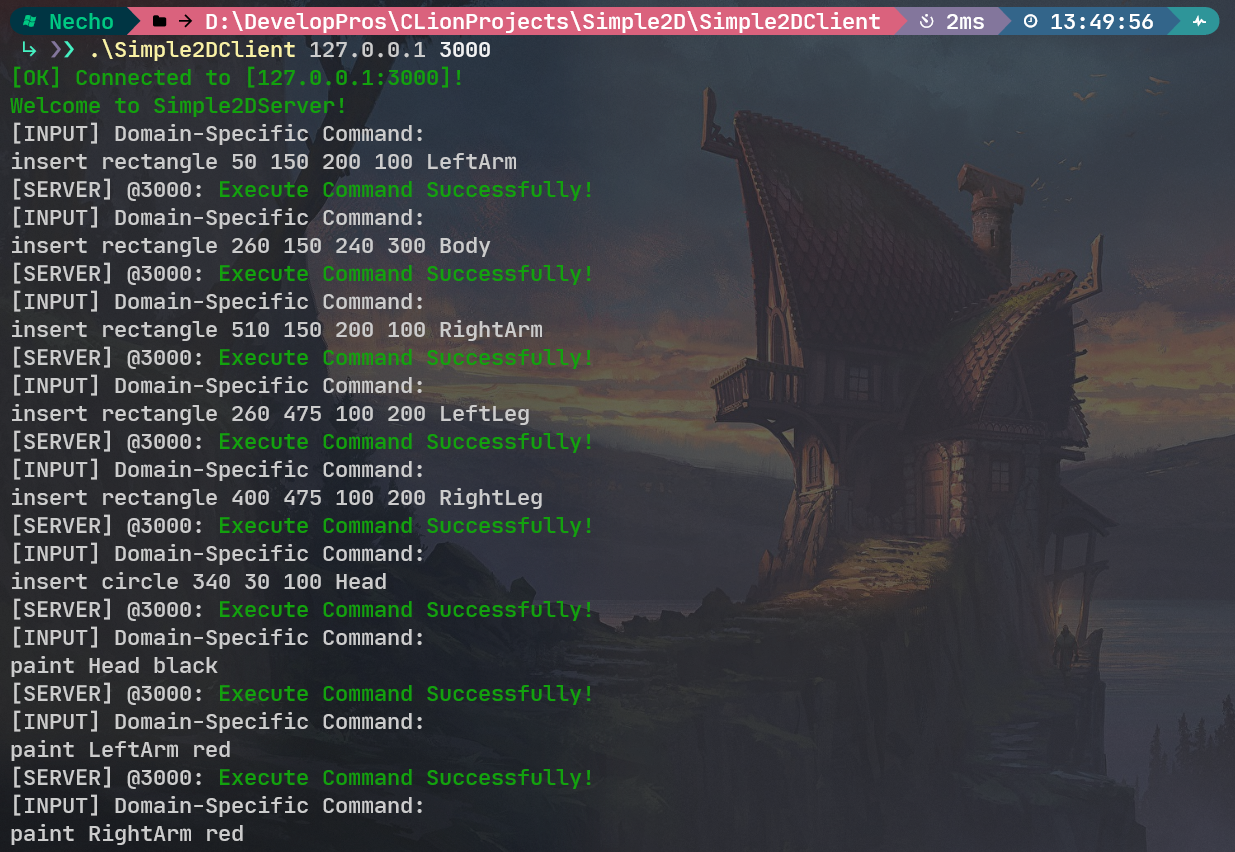 Necho → D:\DevelopPros\CLionProjects\Simple2D\Simple2DClient 2ms 13:49:56
↳ ❯❯ .\Simple2DClient 127.0.0.1 3000
[OK] Connected to [127.0.0.1:3000]!
Welcome to Simple2DServer!
[INPUT] Domain-Specific Command:
insert rectangle 50 150 200 100 LeftArm
[SERVER] @3000: Execute Command Successfully!
[INPUT] Domain-Specific Command:
insert rectangle 260 150 240 300 Body
[SERVER] @3000: Execute Command Successfully!
[INPUT] Domain-Specific Command:
insert rectangle 510 150 200 100 RightArm
[SERVER] @3000: Execute Command Successfully!
[INPUT] Domain-Specific Command:
insert rectangle 260 475 100 200 LeftLeg
[SERVER] @3000: Execute Command Successfully!
[INPUT] Domain-Specific Command:
insert rectangle 400 475 100 200 RightLeg
[SERVER] @3000: Execute Command Successfully!
[INPUT] Domain-Specific Command:
insert circle 340 30 100 Head
[SERVER] @3000: Execute Command Successfully!
[INPUT] Domain-Specific Command:
paint Head black
[SERVER] @3000: Execute Command Successfully!
[INPUT] Domain-Specific Command:
paint LeftArm red
[SERVER] @3000: Execute Command Successfully!
[INPUT] Domain-Specific Command:
paint RightArm red